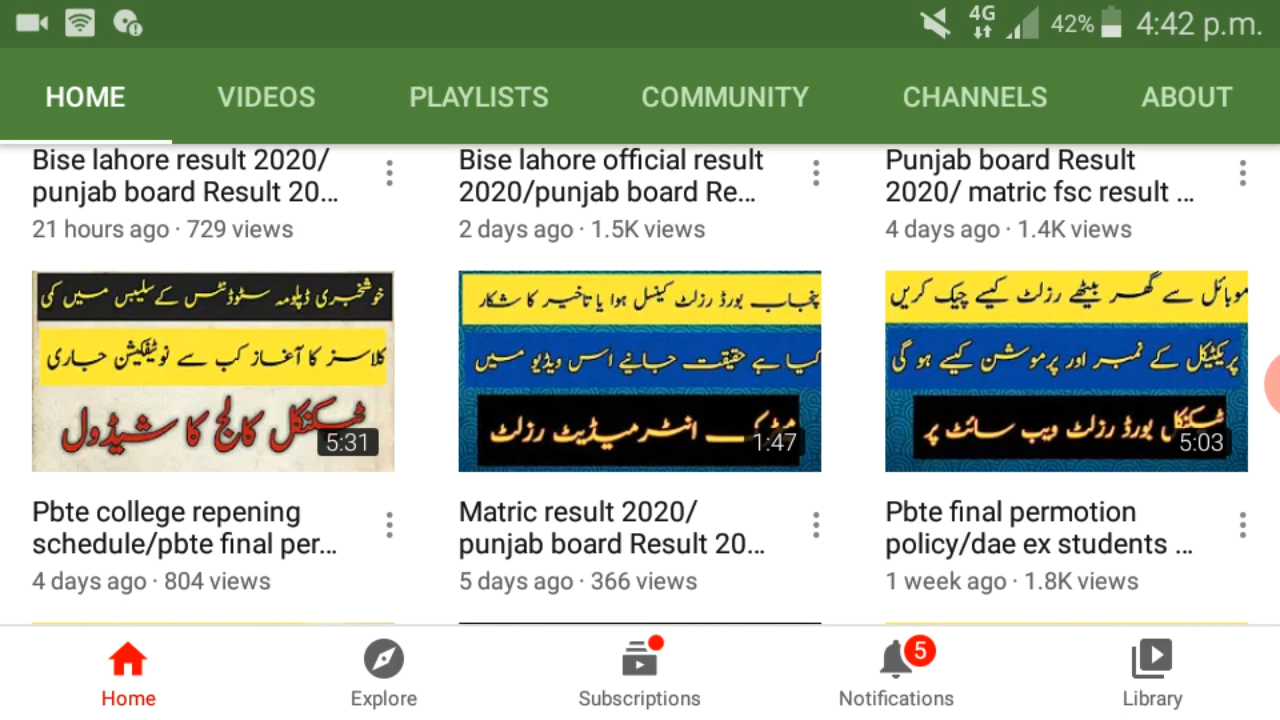 4G 42% 4:42 p.m.
HOME VIDEOS PLAYLISTS COMMUNITY CHANNELS ABOUT
Bise lahore result 2020/
punjab board Result 20...
21 hours ago · 729 views
Bise lahore official result
2020/punjab board Re...
2 days ago · 1.5K views
Punjab board Result
2020/ matric fsc result ...
4 days ago · 1.4K views
خوشخبری ڈپلومہ سٹوڈنٹس کے سلیبس میں کمی
کلاسز کا آغاز کب سے نوٹیفکیشن جاری
ٹیکنیکل کالج کا شیڈول
5:31
Pbte college repening
schedule/pbte final per...
4 days ago · 804 views
پنجاب بورڈ رزلٹ کینسل ہوا یا تاخیر کا شکار
کیا ہے حقیقت جانیے اس ویڈیو میں
میٹرک انٹرمیڈیٹ رزلٹ
1:47
Matric result 2020/
punjab board Result 20...
5 days ago · 366 views
موبائل سے گھر بیٹھے رزلٹ کیسے چیک کریں
پریکٹیکل کے نمبر اور پرموشن کیسے ہو گی
ٹیکنیکل بورڈ رزلٹ ویب سائٹ پر
5:03
Pbte final permotion
policy/dae ex students ...
1 week ago · 1.8K views
Home
Explore
Subscriptions
5
Notifications
Library